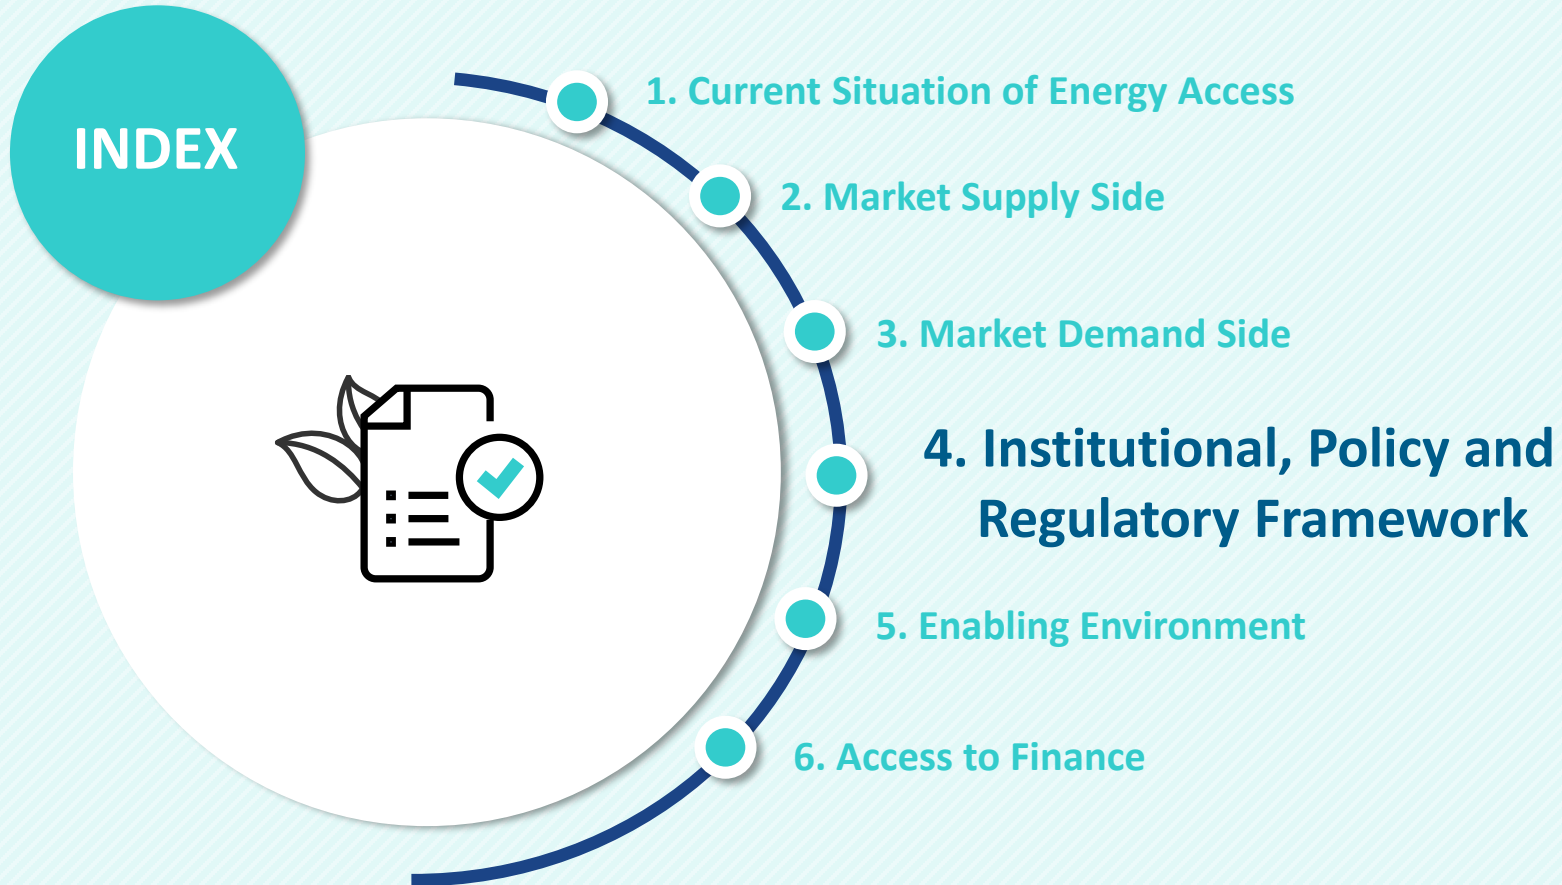 INDEX
1. Current Situation of Energy Access
2. Market Supply Side
3. Market Demand Side
4. Institutional, Policy and
Regulatory Framework
5. Enabling Environment
6. Access to Finance